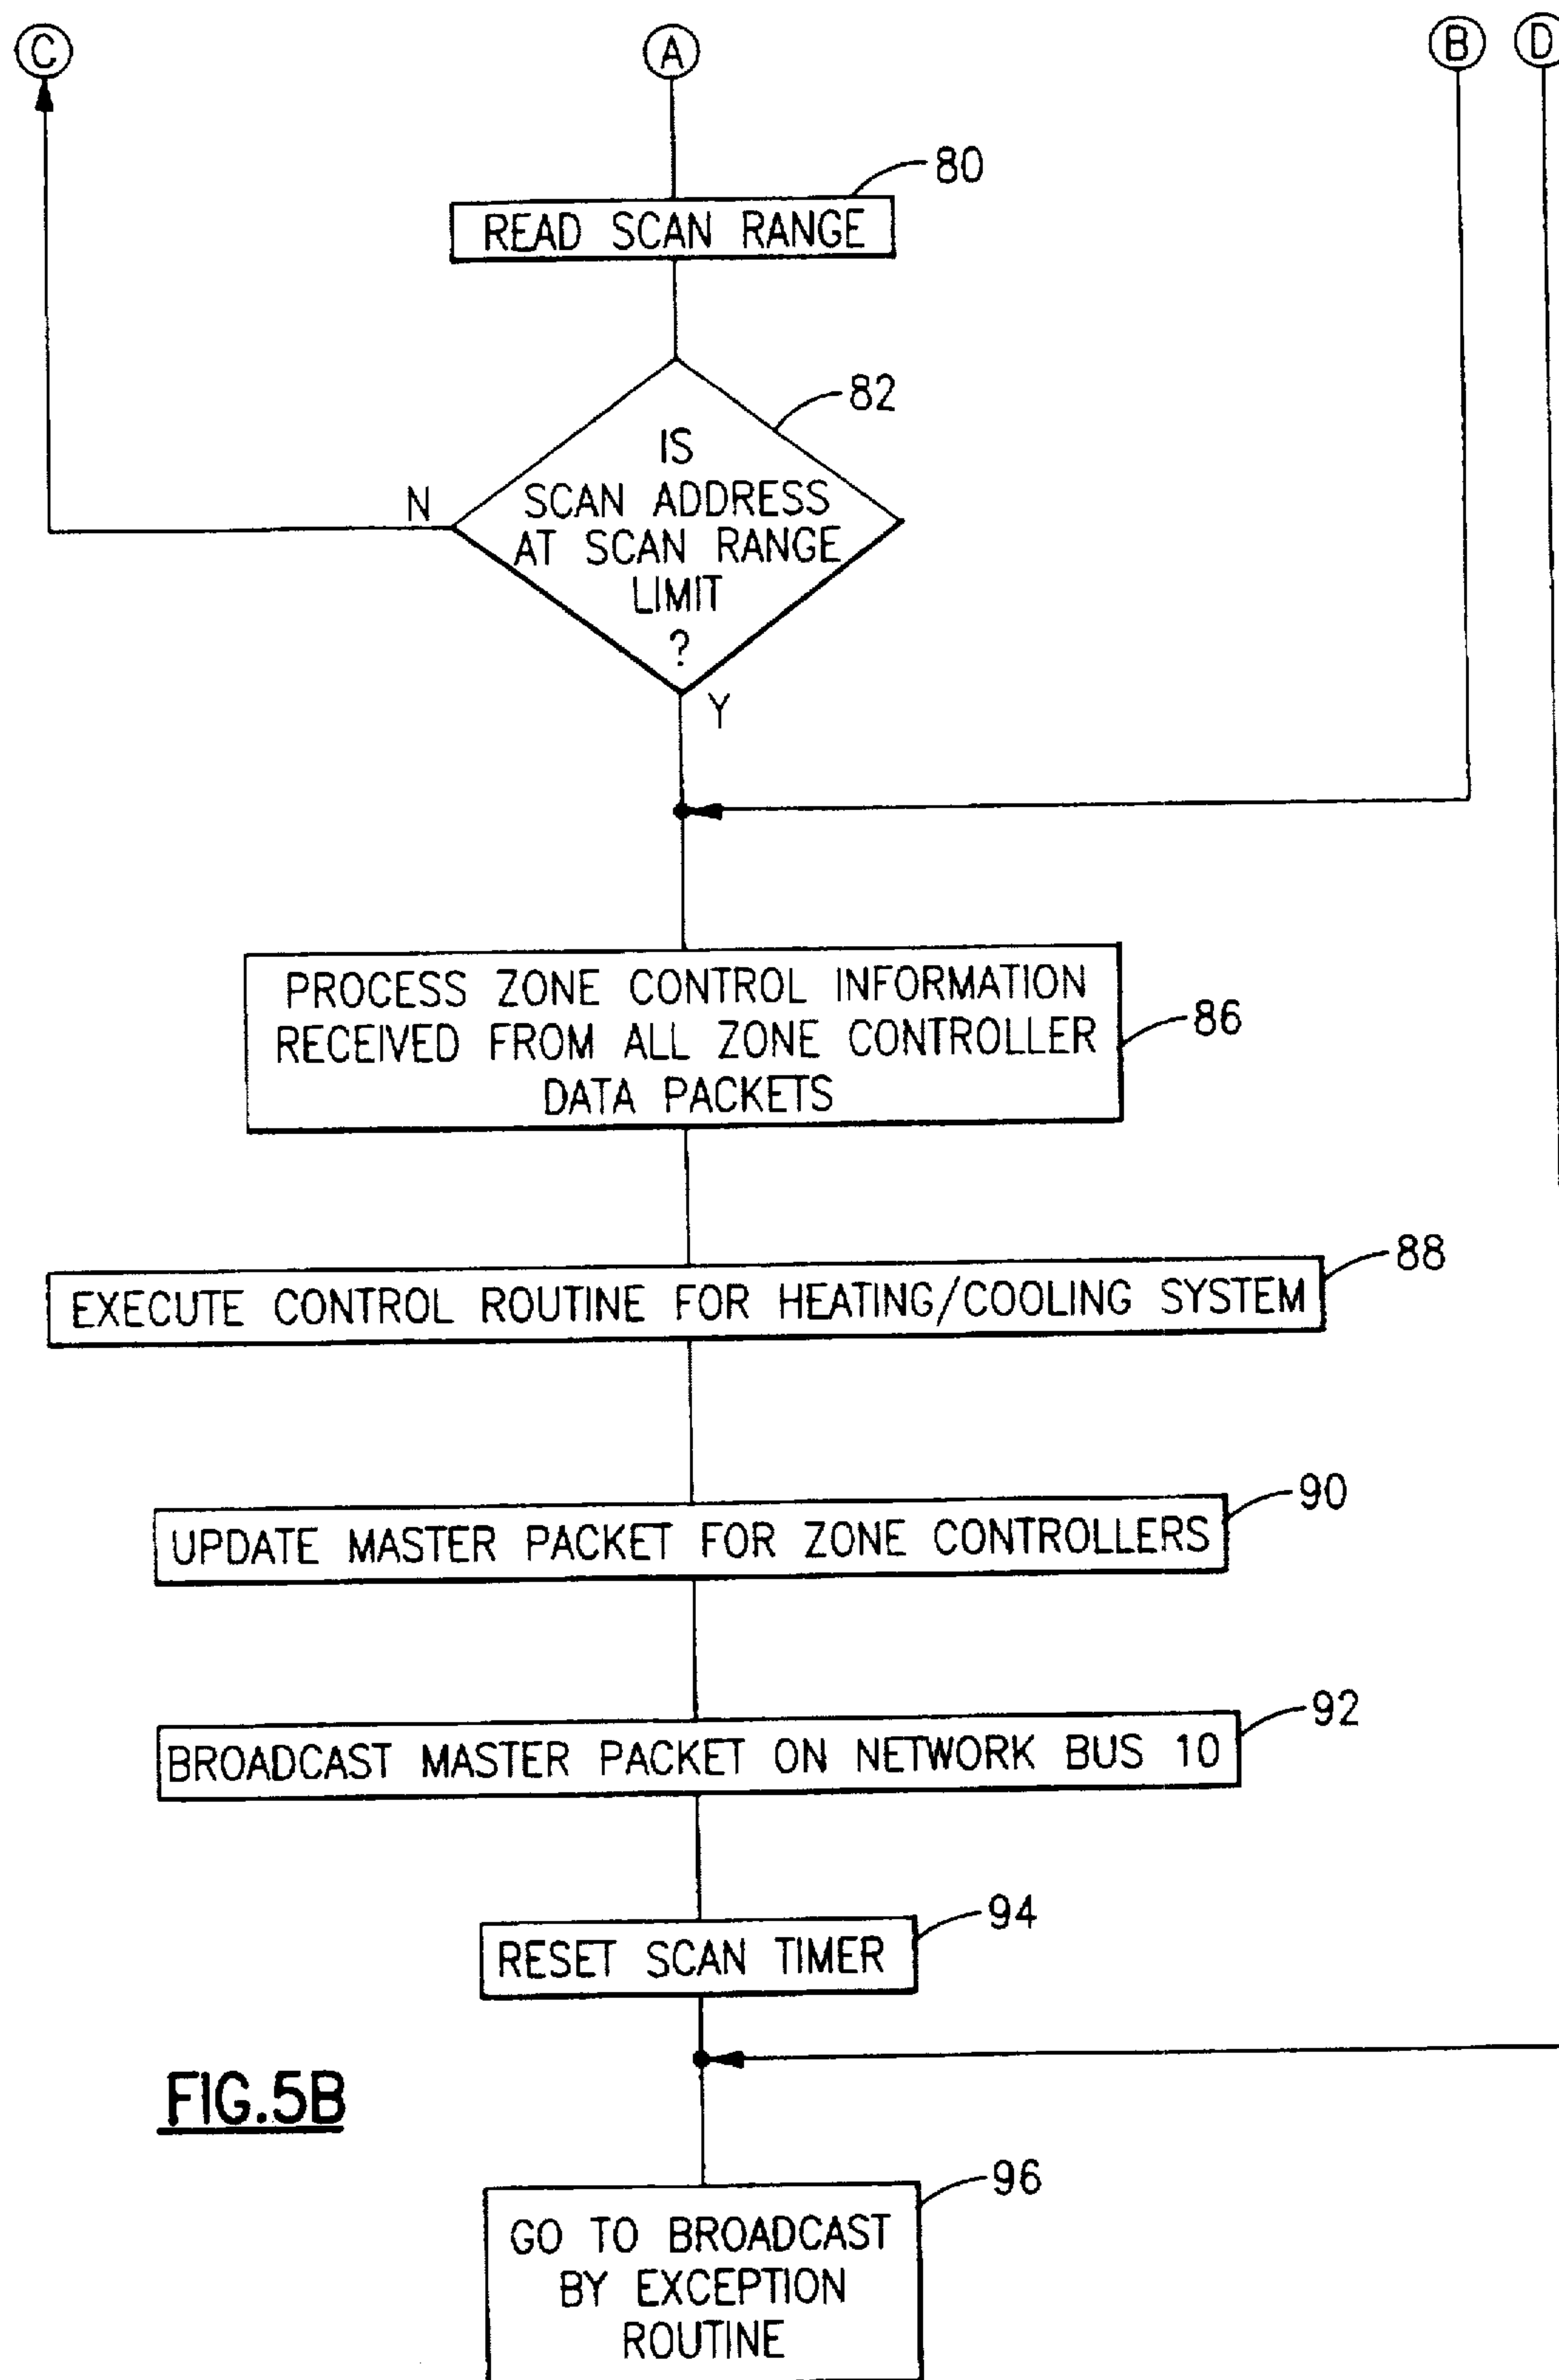 C
A
B
D
80
READ SCAN RANGE
82
IS
SCAN ADDRESS
AT SCAN RANGE
LIMIT
?
N
Y
PROCESS ZONE CONTROL INFORMATION
RECEIVED FROM ALL ZONE CONTROLLER
DATA PACKETS
86
88
EXECUTE CONTROL ROUTINE FOR HEATING/COOLING SYSTEM
90
UPDATE MASTER PACKET FOR ZONE CONTROLLERS
92
BROADCAST MASTER PACKET ON NETWORK BUS 10
94
RESET SCAN TIMER
FIG.5B
96
GO TO BROADCAST
BY EXCEPTION
ROUTINE